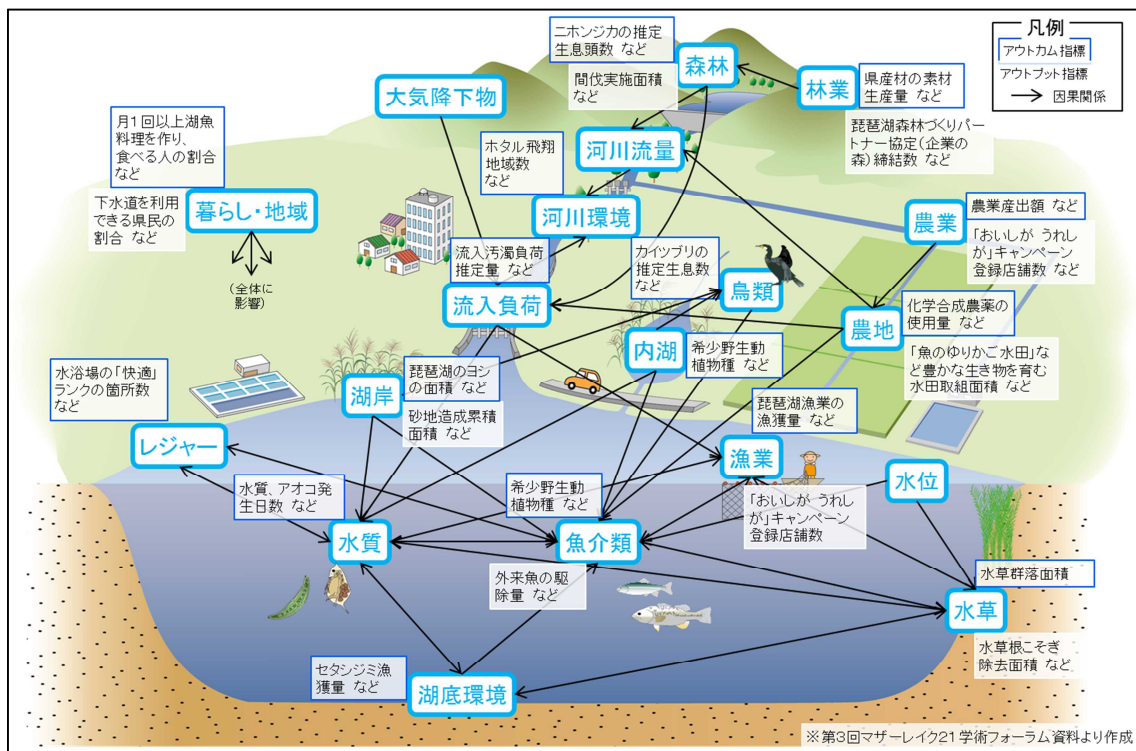 凡例
アウトカム指標
アウトプット指標
因果関係
ニホンジカの推定
生息頭数 など
森林
間伐実施面積
など
林業
県産材の素材
生産量 など
琵琶湖森林づくりパー
トナー協定(企業の
森)締結数 など
大気降下物
月1回以上湖魚
料理を作り、
食べる人の割合
など
下水道を利用
できる県民の
割合 など
暮らし・地域
(全体に
影響)
ホタル飛翔
地域数
など
河川流量
河川環境
農業
農業産出額 など
「おいしが うれし
が」キャンペーン
登録店舗数 など
流入汚濁負荷
推定量 など
流入負荷
カイツブリの
推定生息数
など
鳥類
農地
化学合成農薬の
使用量 など
「魚のゆりかご水田」な
ど豊かな生き物を育む
水田取組面積 など
内湖
希少野生動
植物種 など
水浴場の「快適」
ランクの箇所数
など
レジャー
湖岸
琵琶湖のヨシ
の面積 など
砂地造成累積
面積 など
琵琶湖漁業の
漁獲量 など
漁業
「おいしが うれし
が」キャンペーン
登録店舗数
水位
水質、アオコ発
生日数 など
水質
希少野生動
植物種 など
魚介類
外来魚の駆
除量 など
水草群落面積
水草
水草根こそぎ
除去面積 など
セタシジミ漁
獲量 など
湖底環境
※第3回マザーレイク21学術フォーラム資料より作成